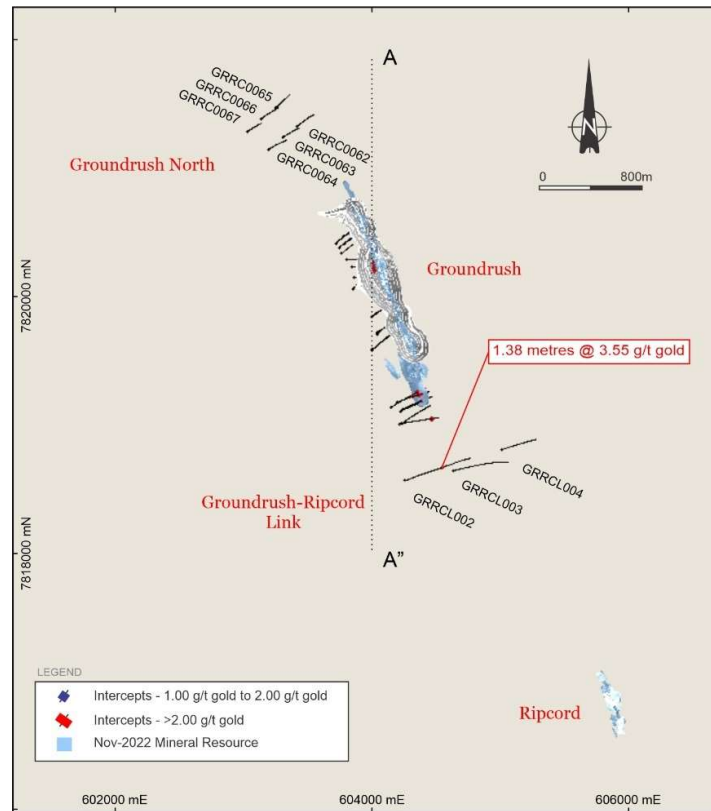 A
GRRC0065
GRRC0066
GRRC0067
GRRC0062
GRRC0063
GRRC0064
Groundrush North
N
0 800m
Groundrush
7820000 mN
1.38 metres @ 3.55 g/t gold
GRRCL004
GRRCL003
GRRCL002
Groundrush-Ripcord
Link
A"
7818000 mN
LEGEND
Intercepts - 1.00 g/t gold to 2.00 g/t gold
Intercepts - >2.00 g/t gold
Nov-2022 Mineral Resource
Ripcord
602000 mE
604000 mE
606000 mE